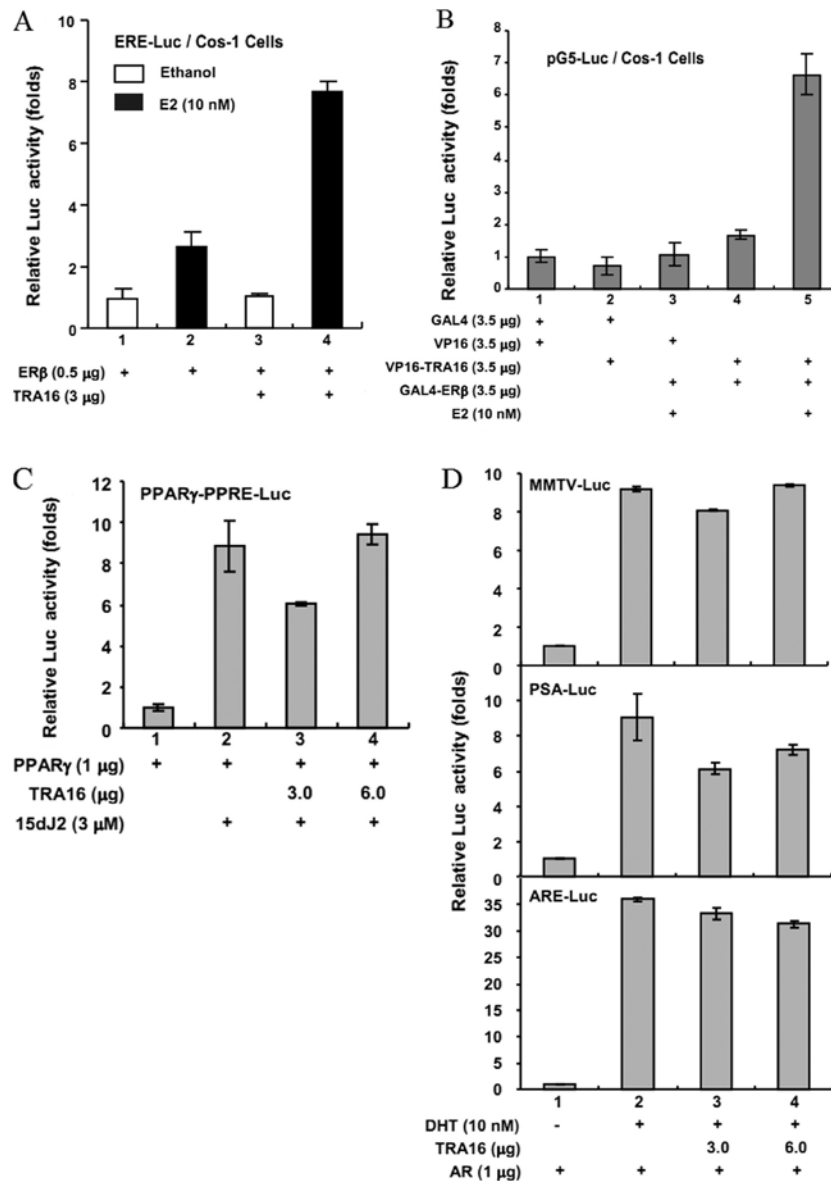 A
ERE-Luc / Cos-1 Cells
Ethanol
E2 (10 nM)
Relative Luc activity (folds)
10
8
6
4
2
0
1 2 3 4
ERβ (0.5 µg) + + + +
TRA16 (3 µg) + +
B
pG5-Luc / Cos-1 Cells
Relative Luc activity (folds)
8
7
6
5
4
3
2
1
0
1 2 3 4 5
GAL4 (3.5 µg) + +
VP16 (3.5 µg) + +
VP16-TRA16 (3.5 µg) + + +
GAL4-ERβ (3.5 µg) + + +
E2 (10 nM) + +
C
PPARγ-PPRE-Luc
Relative Luc activity (folds)
12
10
8
6
4
2
0
1 2 3 4
PPARγ (1 µg) + + + +
TRA16 (µg) 3.0 6.0
15dJ2 (3 µM) + + +
D
Relative Luc activity (folds)
MMTV-Luc
10
8
6
4
2
0
PSA-Luc
10
8
6
4
2
0
ARE-Luc
35
30
25
20
15
10
5
0
1 2 3 4
DHT (10 nM) - + + +
TRA16 (µg) 3.0 6.0
AR (1 µg) + + + +